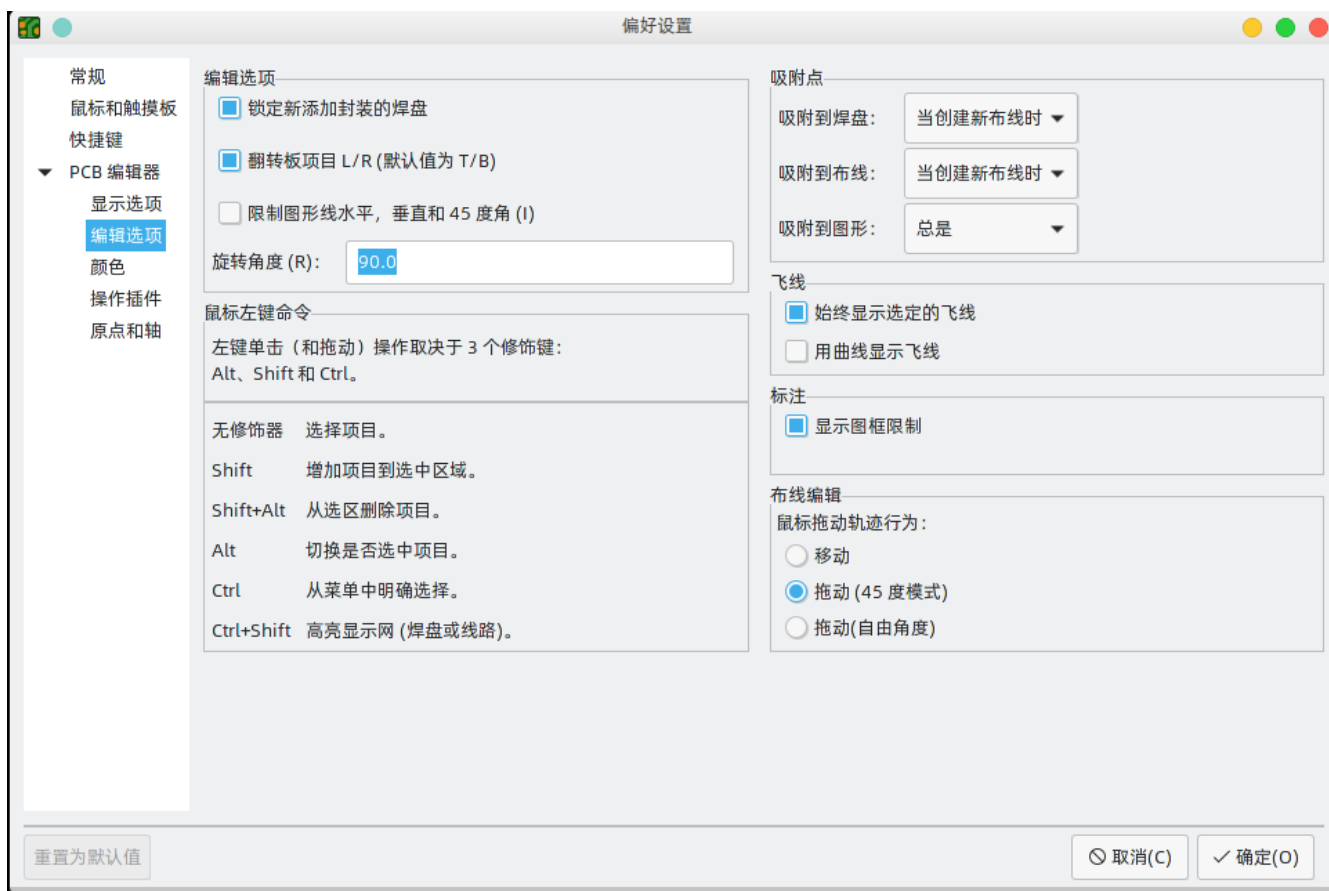 偏好设置
常规
鼠标和触摸板
快捷键
PCB 编辑器
显示选项
编辑选项
颜色
操作插件
原点和轴
编辑选项
锁定新添加封装的焊盘
翻转板项目 L/R (默认值为 T/B)
限制图形线水平，垂直和 45 度角 (I)
旋转角度 (R)：
90.0
鼠标左键命令
左键单击（和拖动）操作取决于 3 个修饰键：
Alt、Shift 和 Ctrl。
无修饰器 选择项目。
Shift 增加项目到选中区域。
Shift+Alt 从选区删除项目。
Alt 切换是否选中项目。
Ctrl 从菜单中明确选择。
Ctrl+Shift 高亮显示网 (焊盘或线路)。
吸附点
吸附到焊盘： 当创建新布线时
吸附到布线： 当创建新布线时
吸附到图形： 总是
飞线
始终显示选定的飞线
用曲线显示飞线
标注
显示图框限制
布线编辑
鼠标拖动轨迹行为：
移动
拖动 (45 度模式)
拖动(自由角度)
重置为默认值
取消(C)
确定(O)